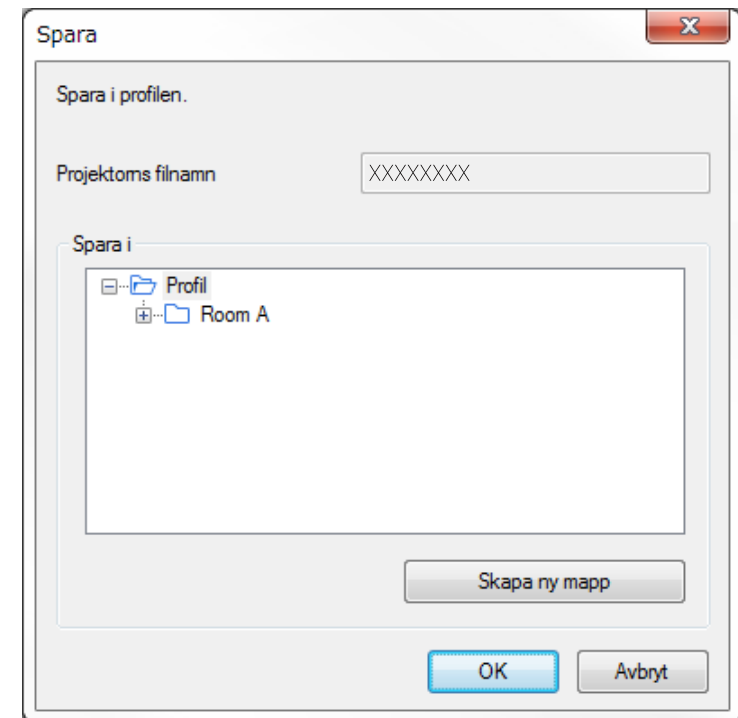 Spara
Spara i profilen.
Projektorns filnamn
XXXXXXXX
Spara i
Profil
Room A
Skapa ny mapp
OK
Avbryt